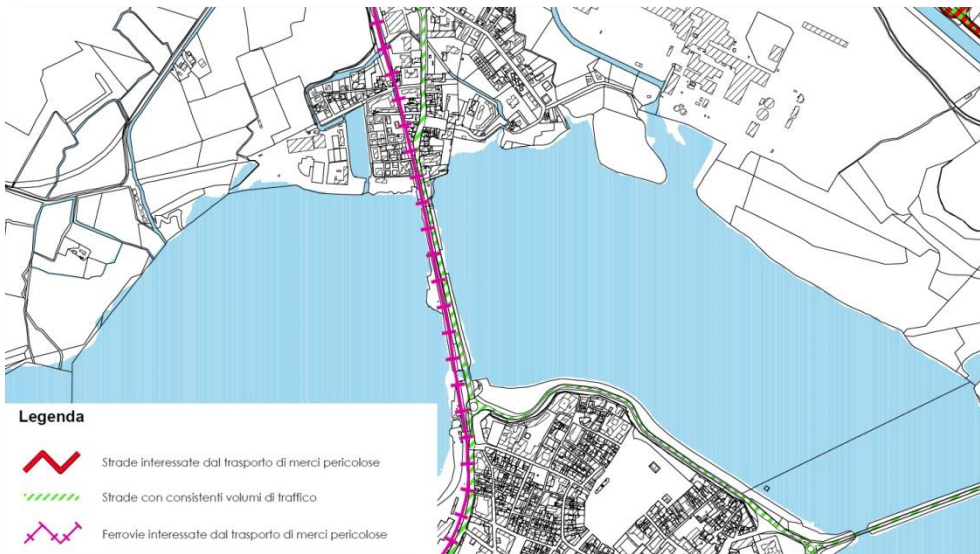 Legenda
Strade interessate dal trasporto di merci pericolose
Strade con consistenti volumi di traffico
Ferrovie interessate dal trasporto di merci pericolose